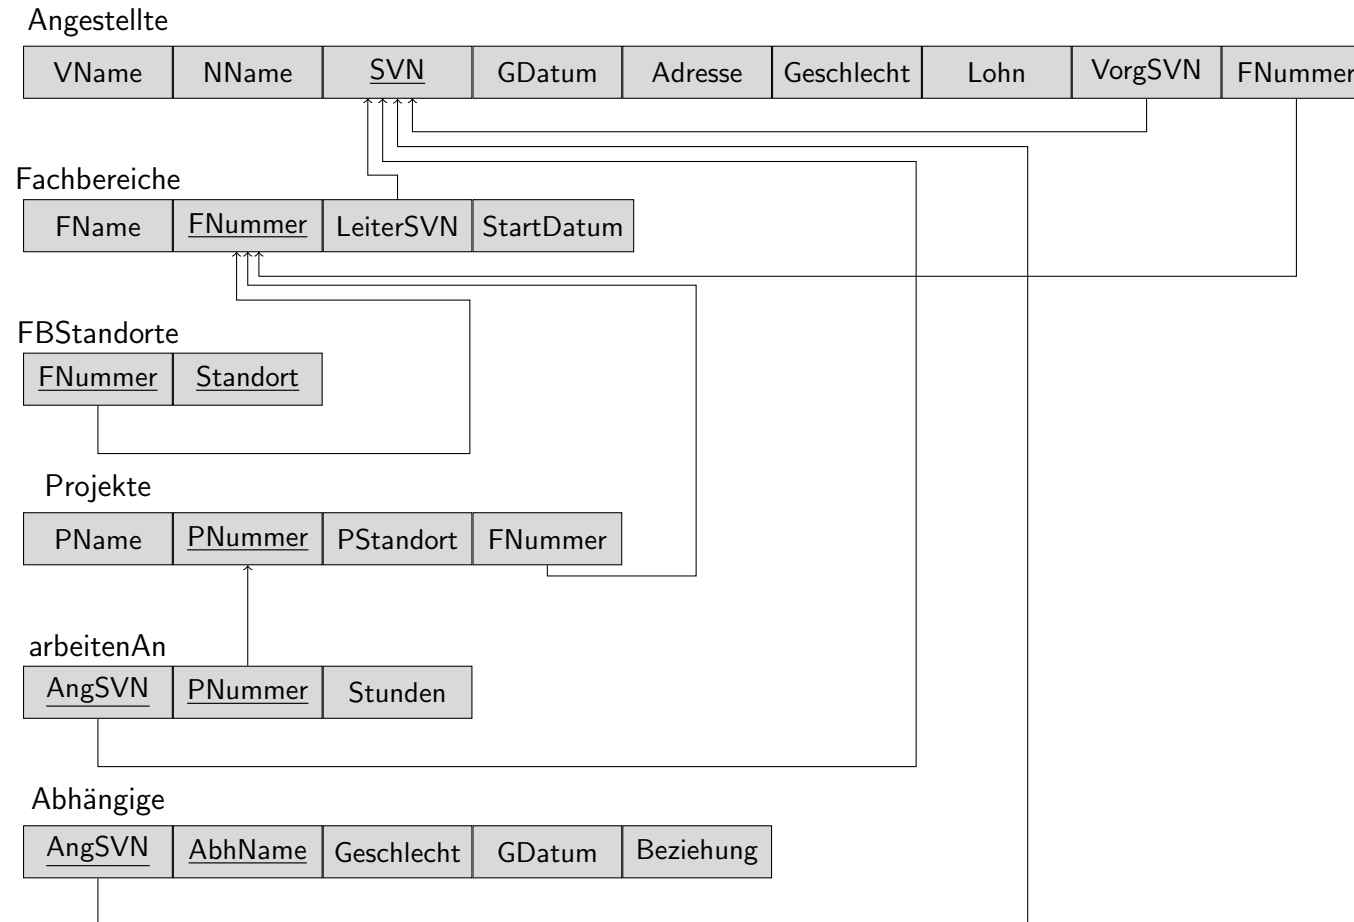 Angestellte
VName NName SVN GDatum Adresse Geschlecht Lohn VorgSVN FNummer
Fachbereiche
FName FNummer LeiterSVN StartDatum
FBStandorte
FNummer Standort
Projekte
PName PNummer PStandort FNummer
arbeitenAn
AngSVN PNummer Stunden
Abhängige
AngSVN AbhName Geschlecht GDatum Beziehung